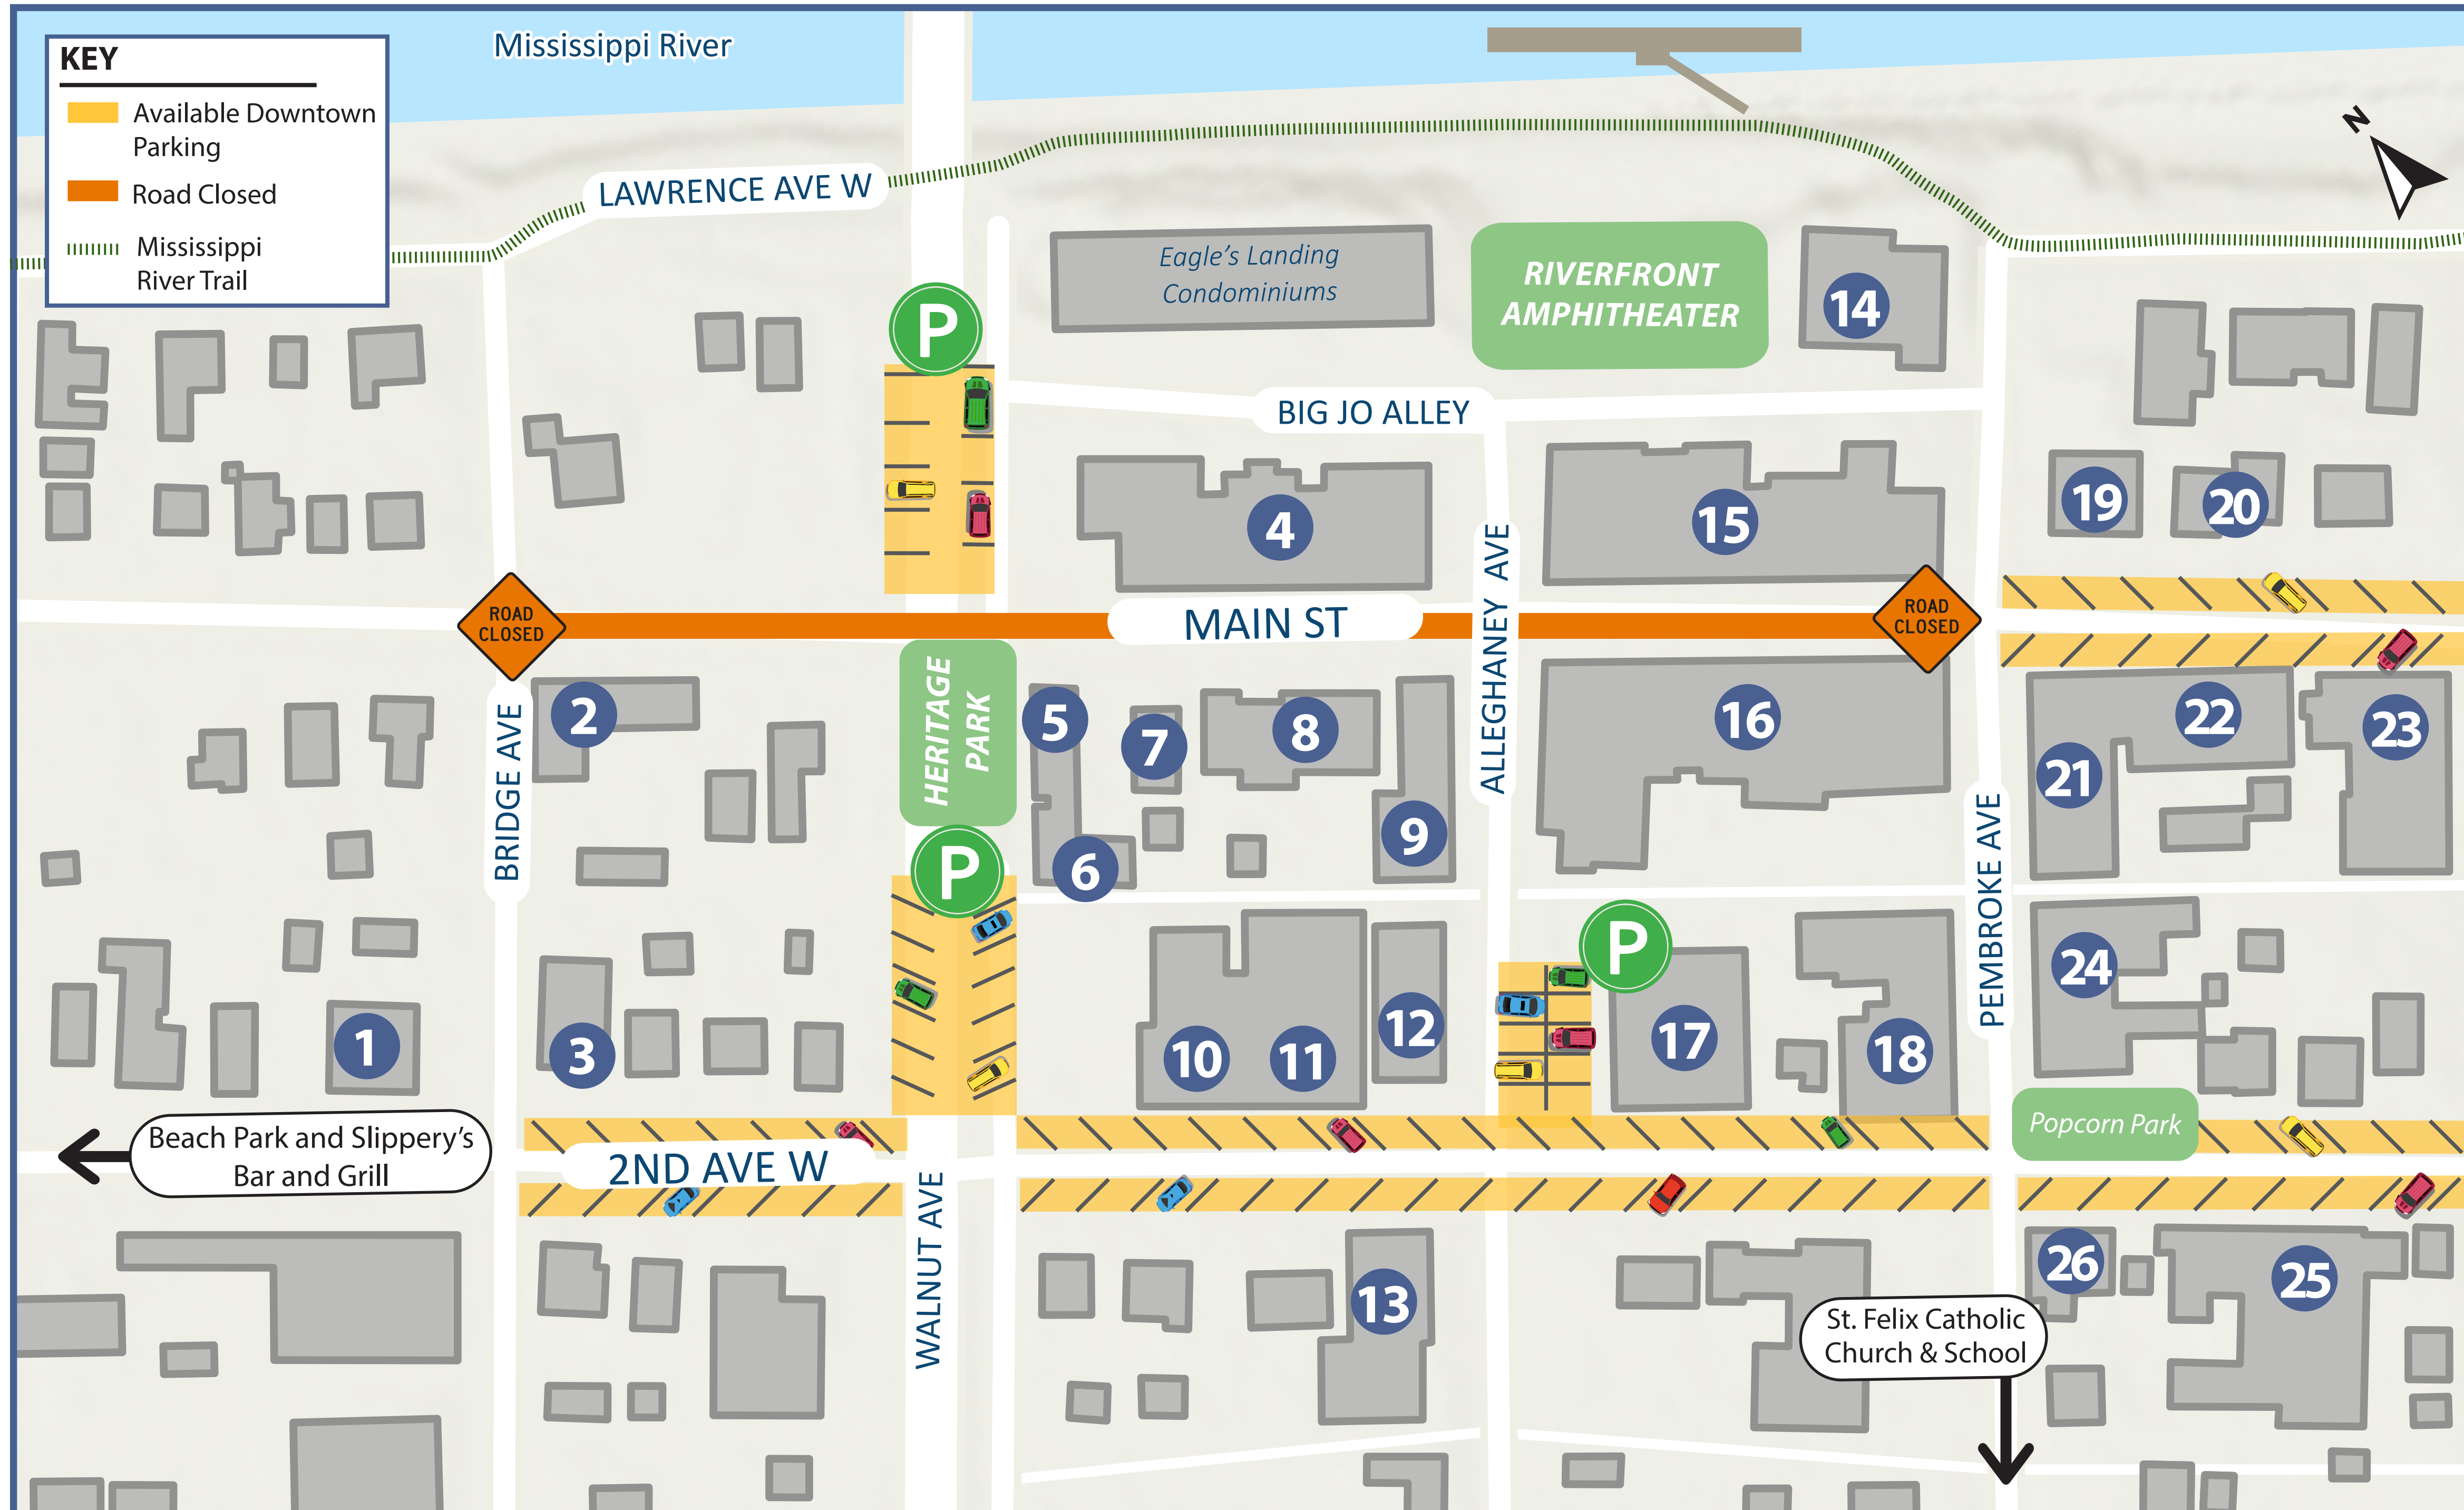 KEY
Available Downtown
Parking
Road Closed
Mississippi
River Trail
Mississippi River
N
LAWRENCE AVE W
P
Eagle's Landing
Condominiums
RIVERFRONT
AMPHITHEATER
14
BIG JO ALLEY
4
15
19
20
ROAD
CLOSED
MAIN ST
ROAD
CLOSED
BRIDGE AVE
2
HERITAGE
PARK
5
7
8
9
6
ALLEGHANEY AVE
16
PEMBROKE AVE
21
22
23
P
P
1
3
10
11
12
17
18
24
Beach Park and Slippery's
Bar and Grill
2ND AVE W
Popcorn Park
WALNUT AVE
13
St. Felix Catholic
Church & School
26
25